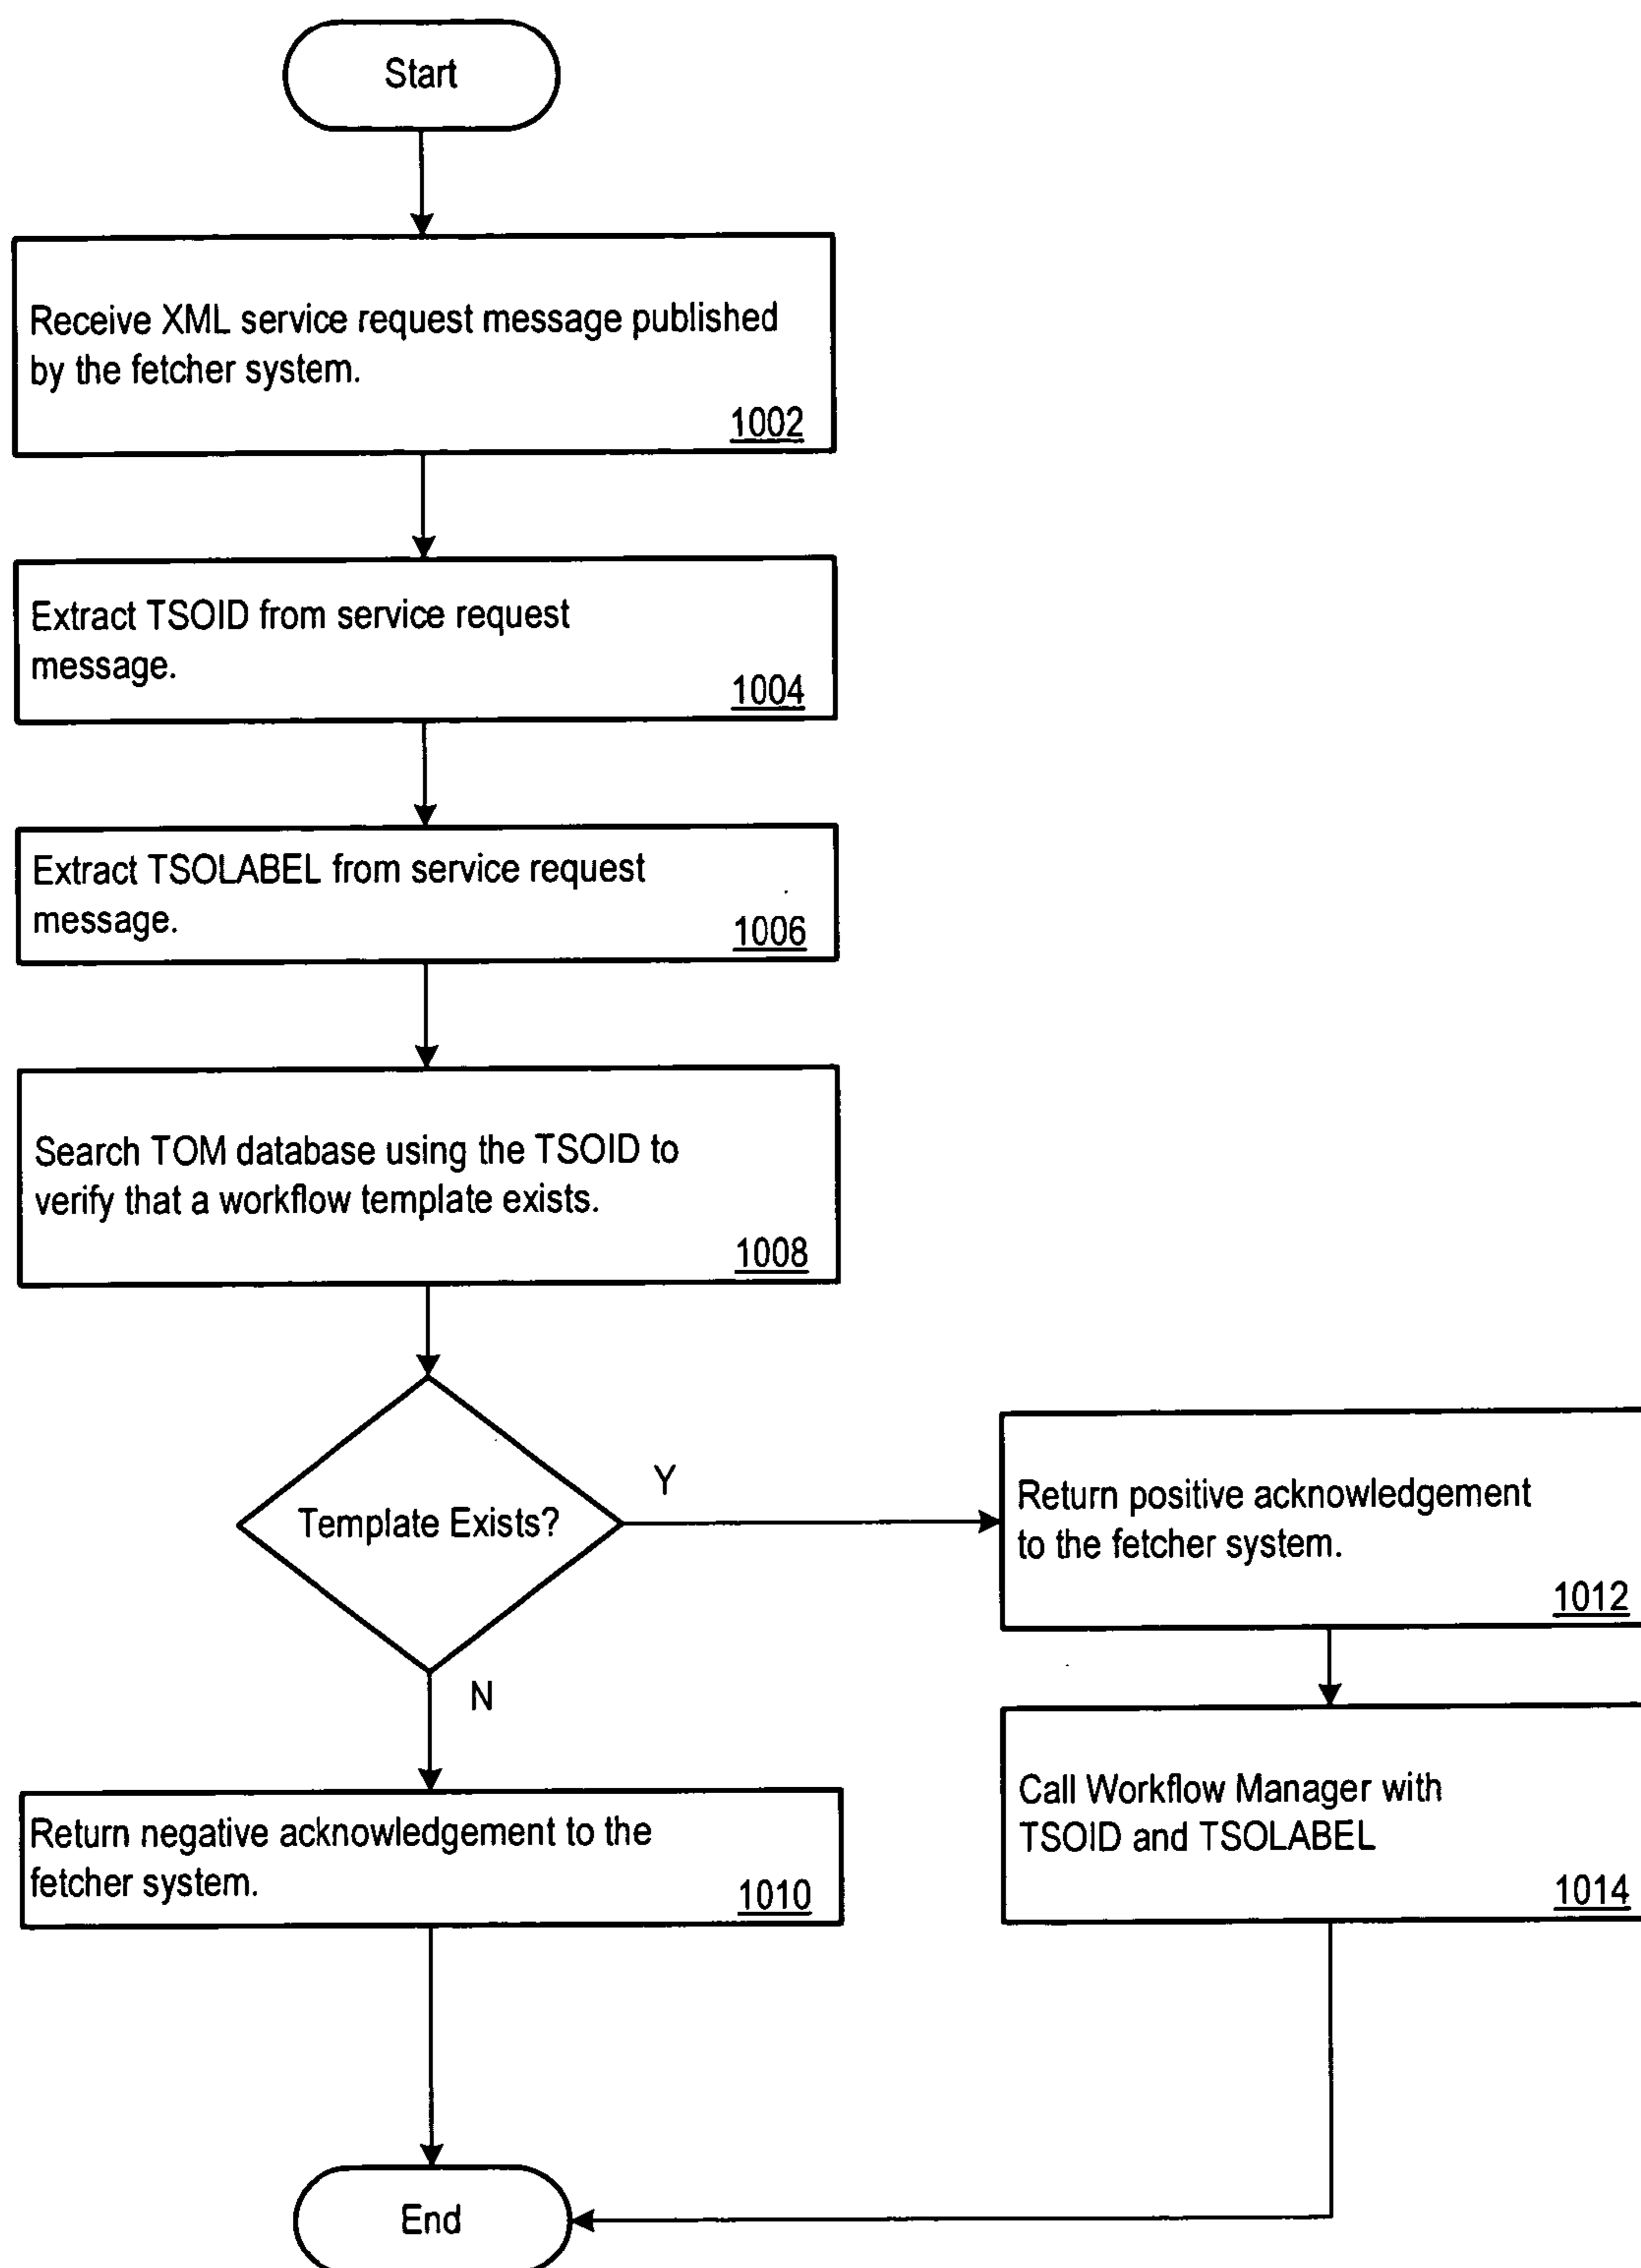 Start
Receive XML service request message published
by the fetcher system.
1002
Extract TSOID from service request
message.
1004
Extract TSOLABEL from service request
message.
1006
Search TOM database using the TSOID to
verify that a workflow template exists.
1008
Template Exists?
Y
N
Return positive acknowledgement
to the fetcher system.
1012
Call Workflow Manager with
TSOID and TSOLABEL
1014
Return negative acknowledgement to the
fetcher system.
1010
End